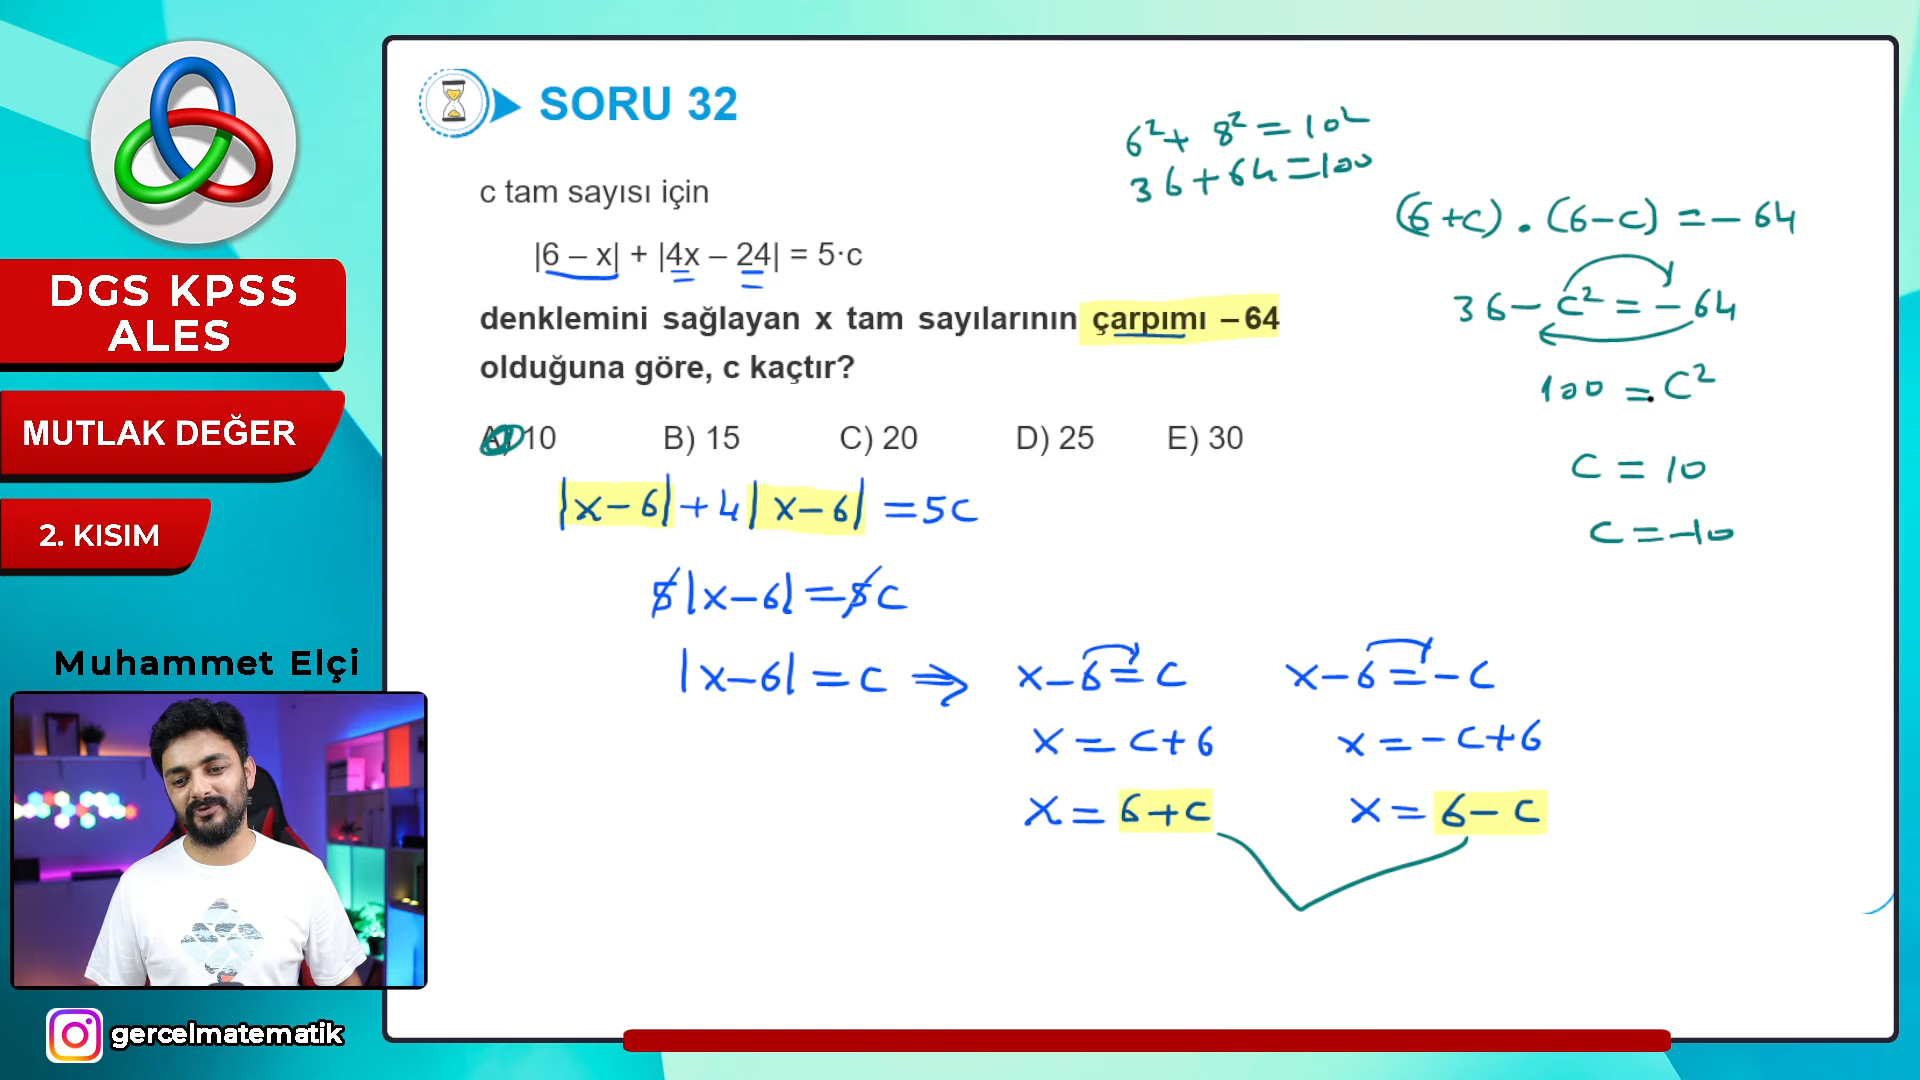 DGS KPSS
ALES
MUTLAK DEĞER
2. KISIM
Muhammet Elçi
gercelmatematik
SORU 32
c tam sayısı için
|6 – x| + |4x – 24| = 5·c
denklemini sağlayan x tam sayılarının çarpımı – 64
olduğuna göre, c kaçtır?
A) 10 B) 15 C) 20 D) 25 E) 30
|x-6|+4|x-6| = 5c
5|x-6| = 5c
|x-6| = c ⇒ x-6 = c x-6 = -c
x = c+6 x = -c+6
x = 6+c x = 6-c
6² + 8² = 10²
36 + 64 = 100
(6+c) . (6-c) = -64
36 - c² = -64
100 = c²
c = 10
c = -10